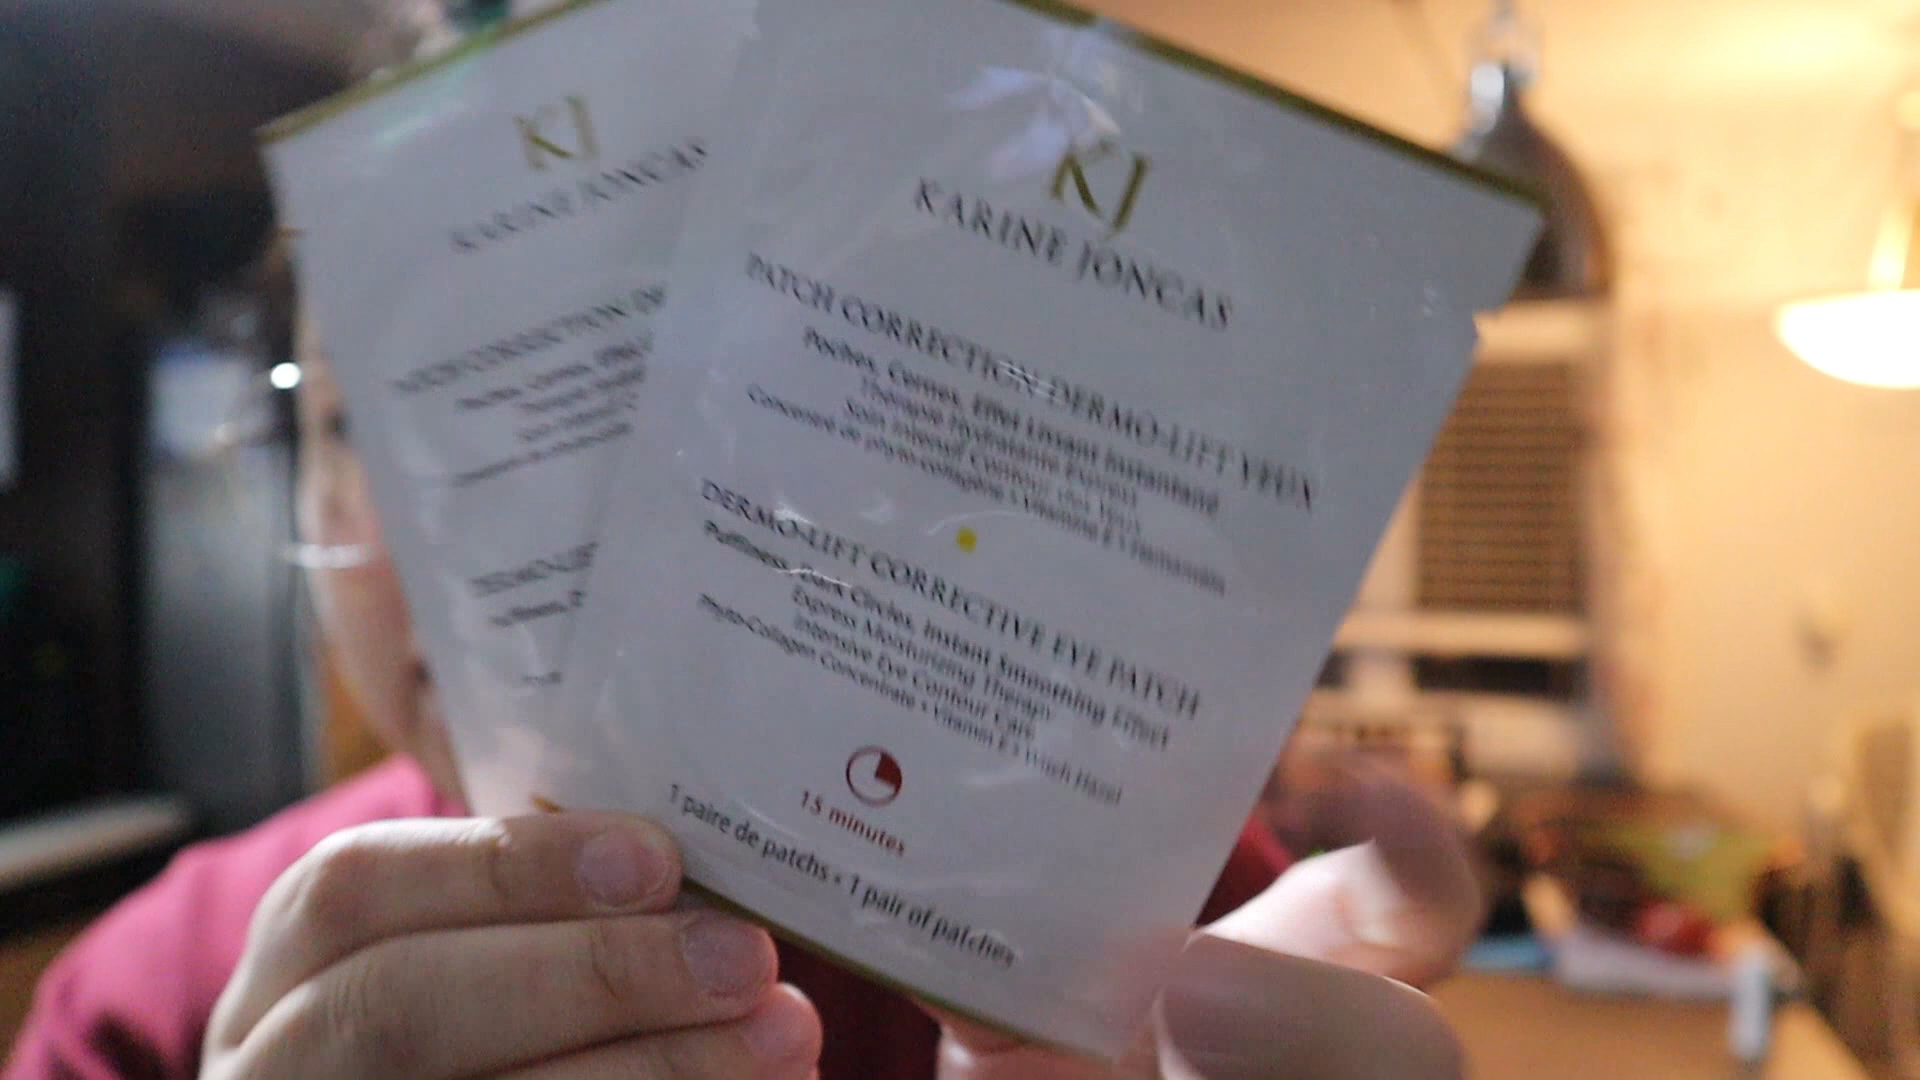 KJ
KARINE JONCAS
PATCH CORRECTION DERMO-LIFT YEUX
Poches, Cernes, Effet Lissant Instantané
Thérapie Hydratante Express
Soin Intensif Contour des Yeux
Concentré de phyto-collagène • Vitamine E • Hamamélis
DERMO-LIFT CORRECTIVE EYE PATCH
Puffiness, Dark Circles, Instant Smoothing Effect
Express Moisturizing Therapy
Intensive Eye Contour Care
Phyto-Collagen Concentrate • Vitamin E • Witch Hazel
15 minutes
1 paire de patchs • 1 pair of patches
KJ
KARINE JONCAS